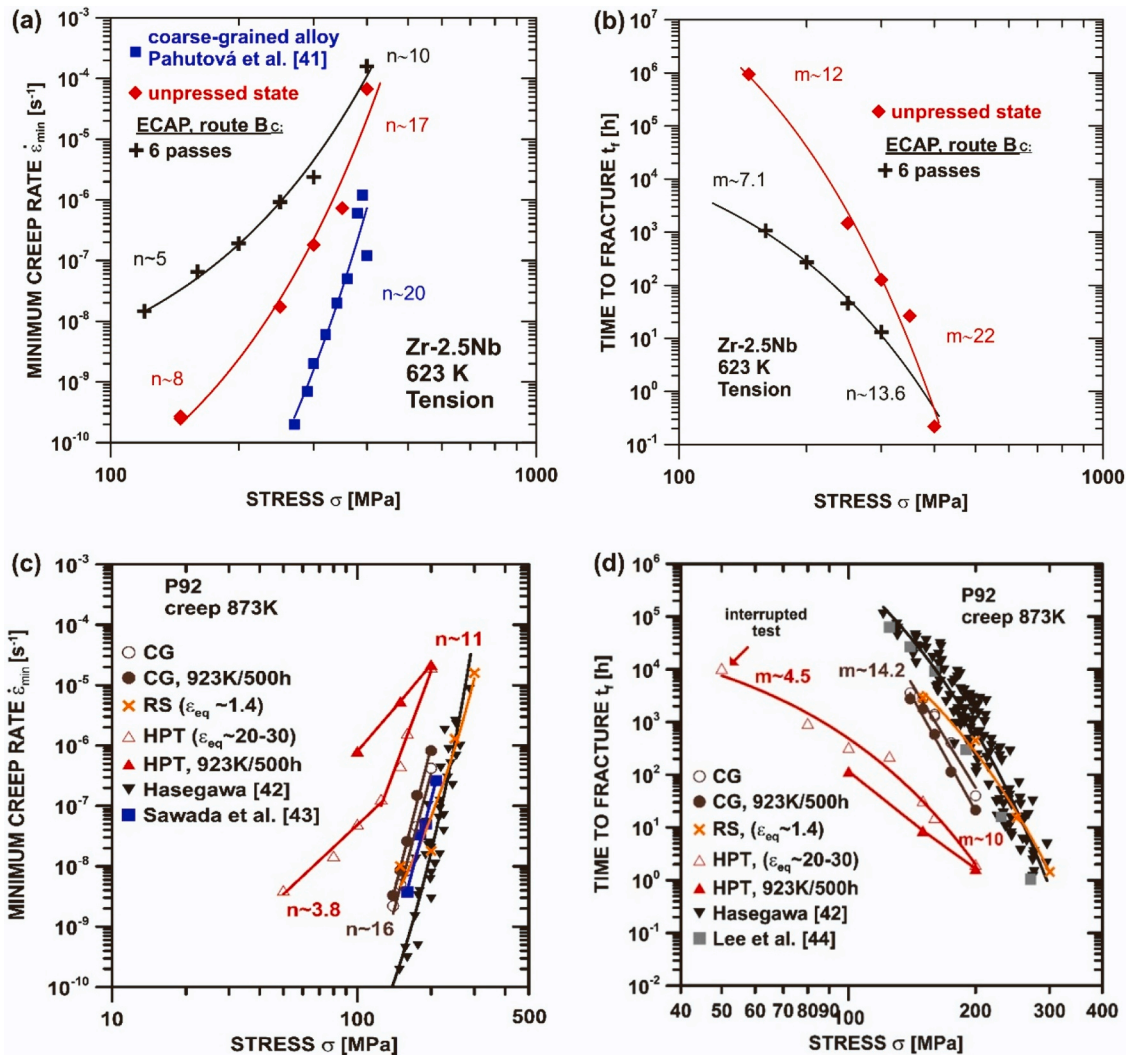 (a)
MINIMUM CREEP RATE ε̇min [s-1]
10-3
10-4
10-5
10-6
10-7
10-8
10-9
10-10
coarse-grained alloy
Pahutová et al. [41]
unpressed state
ECAP, route BC:
6 passes
n~10
n~17
n~5
n~20
n~8
Zr-2.5Nb
623 K
Tension
100
1000
STRESS σ [MPa]
(b)
TIME TO FRACTURE tf [h]
107
106
105
104
103
102
101
100
10-1
m~12
unpressed state
ECAP, route BC:
6 passes
m~7.1
m~22
n~13.6
Zr-2.5Nb
623 K
Tension
100
1000
STRESS σ [MPa]
(c)
MINIMUM CREEP RATE ε̇min [s-1]
10-3
10-4
10-5
10-6
10-7
10-8
10-9
10-10
P92
creep 873K
CG
CG, 923K/500h
RS (εeq ~1.4)
HPT (εeq~20-30)
HPT, 923K/500h
Hasegawa [42]
Sawada et al. [43]
n~11
n~3.8
n~16
10
100
500
STRESS σ [MPa]
(d)
TIME TO FRACTURE tf [h]
106
105
104
103
102
101
100
10-1
10-2
P92
creep 873K
interrupted
test
m~4.5
m~14.2
m~10
CG
CG, 923K/500h
RS, (εeq~1.4)
HPT, (εeq~20-30)
HPT, 923K/500h
Hasegawa [42]
Lee et al. [44]
40 50 60 70 80 90 100 200 300 400
STRESS σ [MPa]